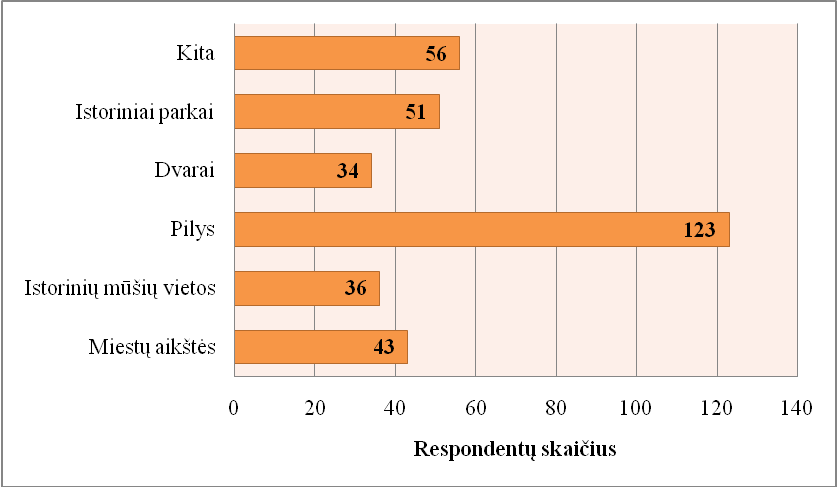 Kita 56
Istoriniai parkai 51
Dvarai 34
Pilys 123
Istorinių mūšių vietos 36
Miestų aikštės 43
0 20 40 60 80 100 120 140
Respondentų skaičius